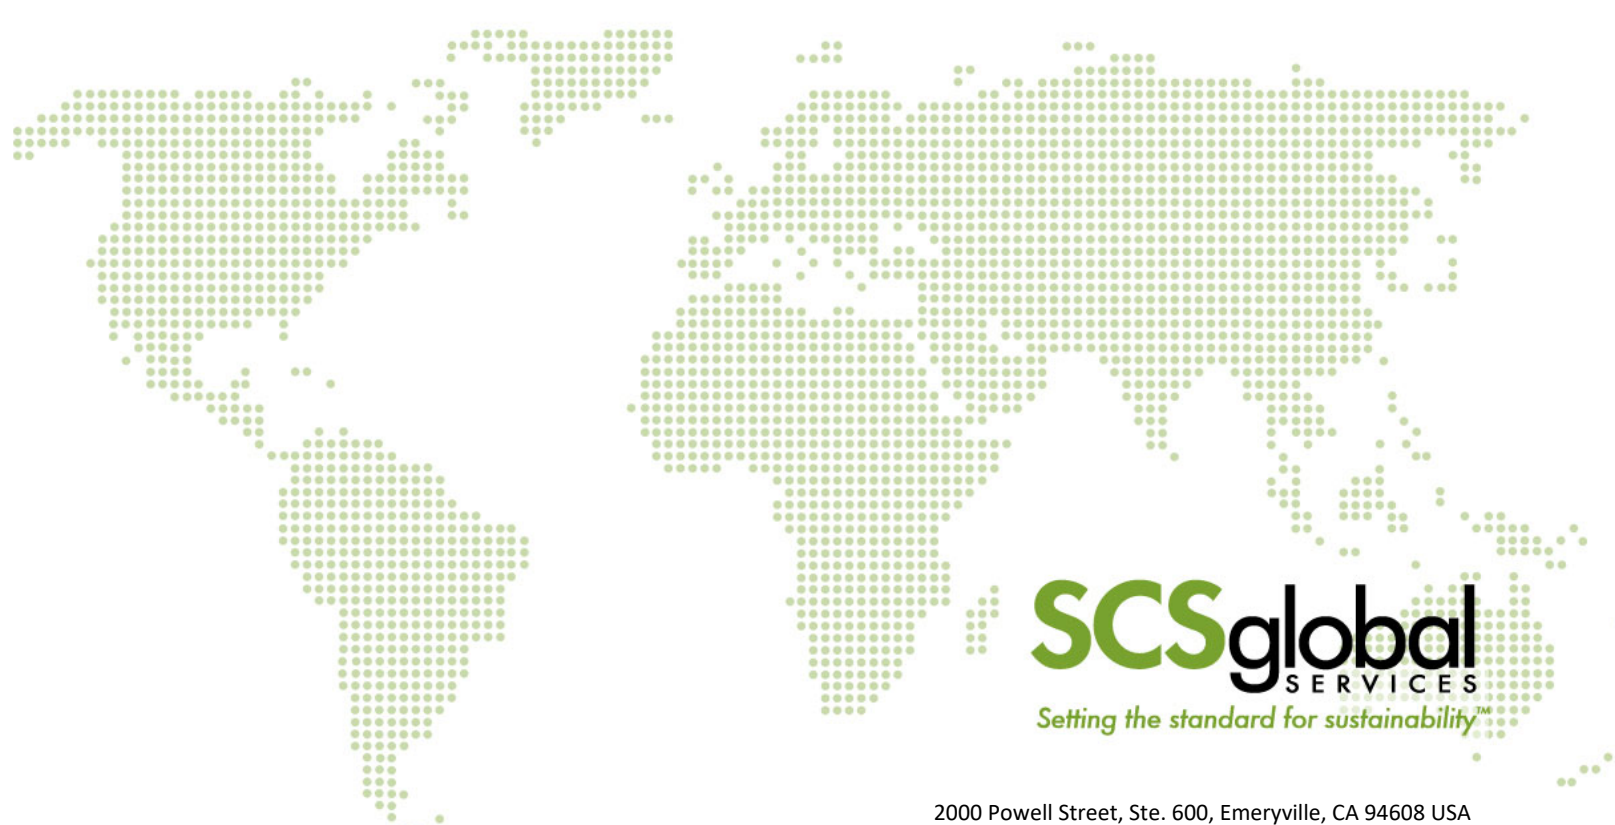 SCSglobal
SERVICES
Setting the standard for sustainability™
2000 Powell Street, Ste. 600, Emeryville, CA 94608 USA